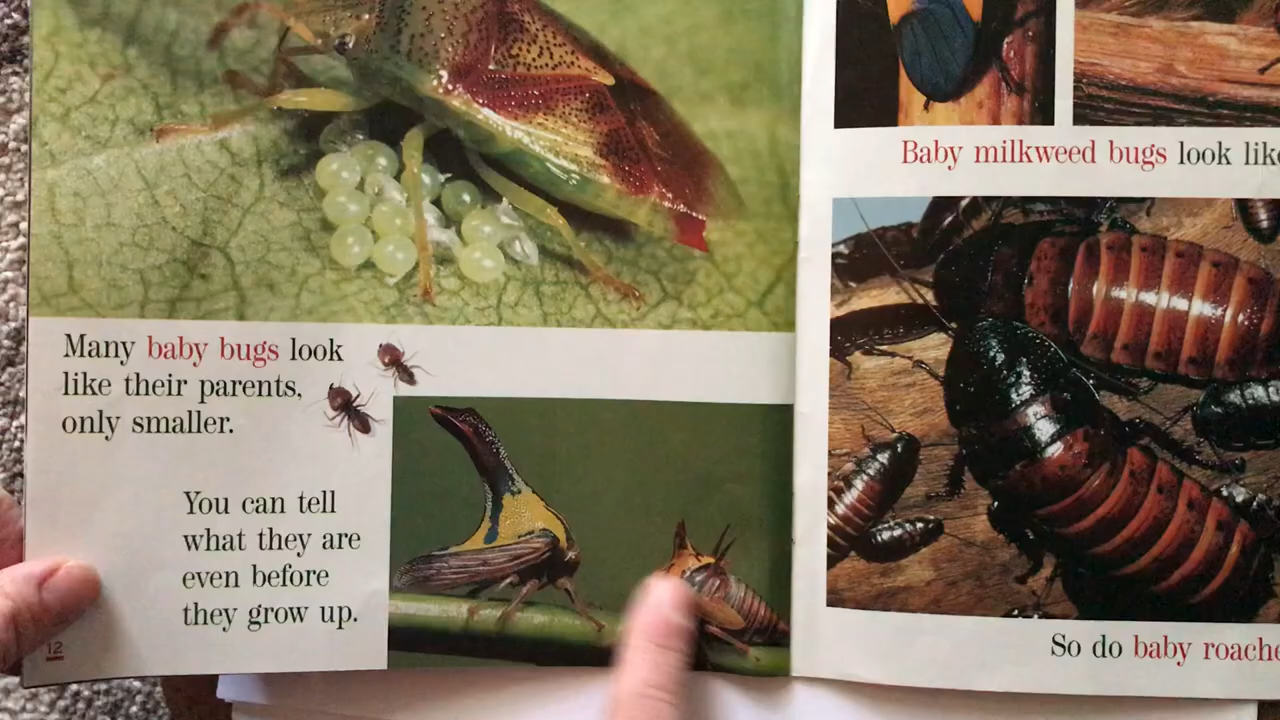 Many baby bugs look
like their parents,
only smaller.
You can tell
what they are
even before
they grow up.
12
Baby milkweed bugs look
So do baby